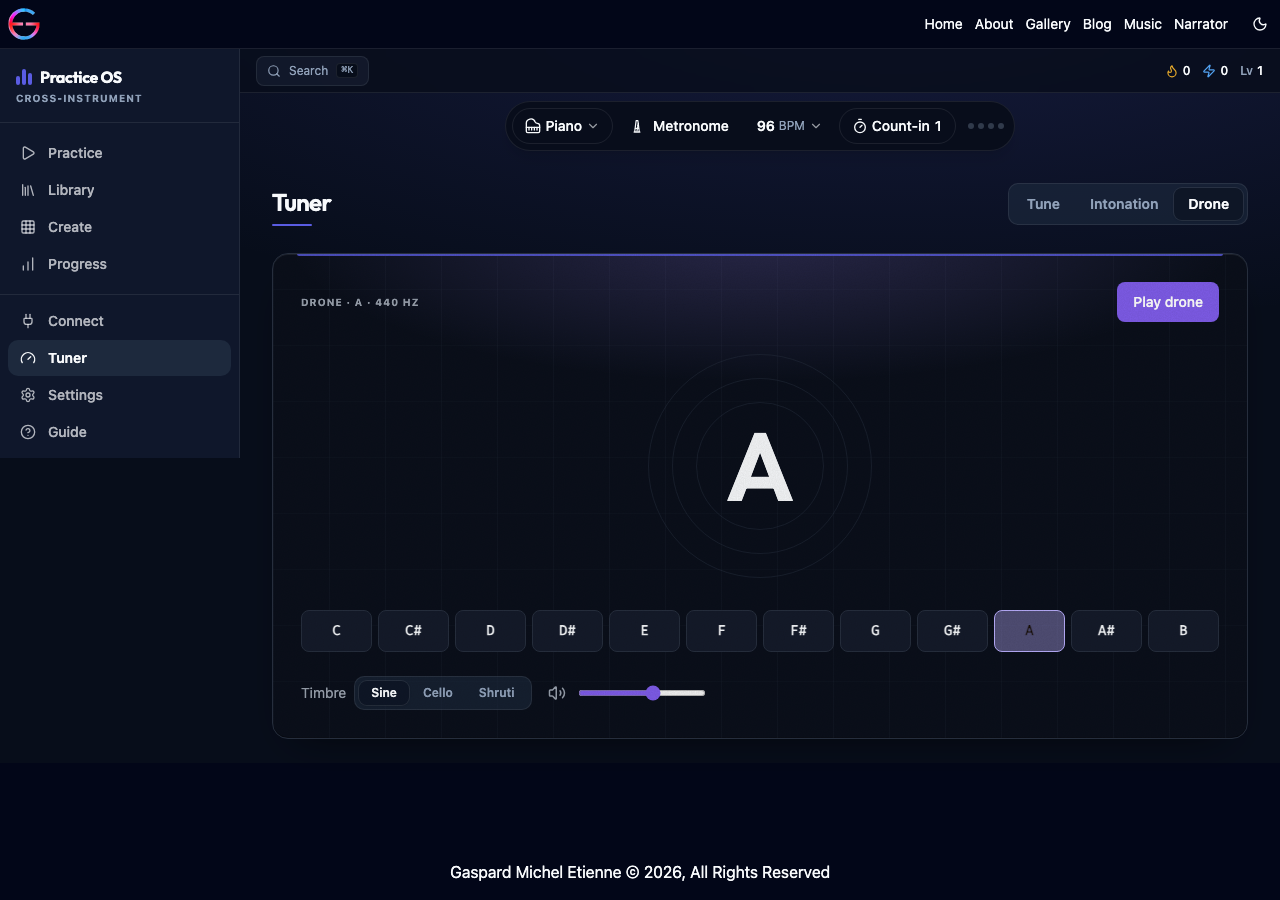 Home About Gallery Blog Music Narrator
Practice OS
CROSS-INSTRUMENT
Search ⌘K
0 0 Lv 1
Piano Metronome 96 BPM Count-in 1
Practice
Library
Create
Progress
Connect
Tuner
Settings
Guide
Tuner
Tune Intonation Drone
DRONE · A · 440 HZ
Play drone
A
C C# D D# E F F# G G# A A# B
Timbre Sine Cello Shruti
Gaspard Michel Etienne © 2026, All Rights Reserved